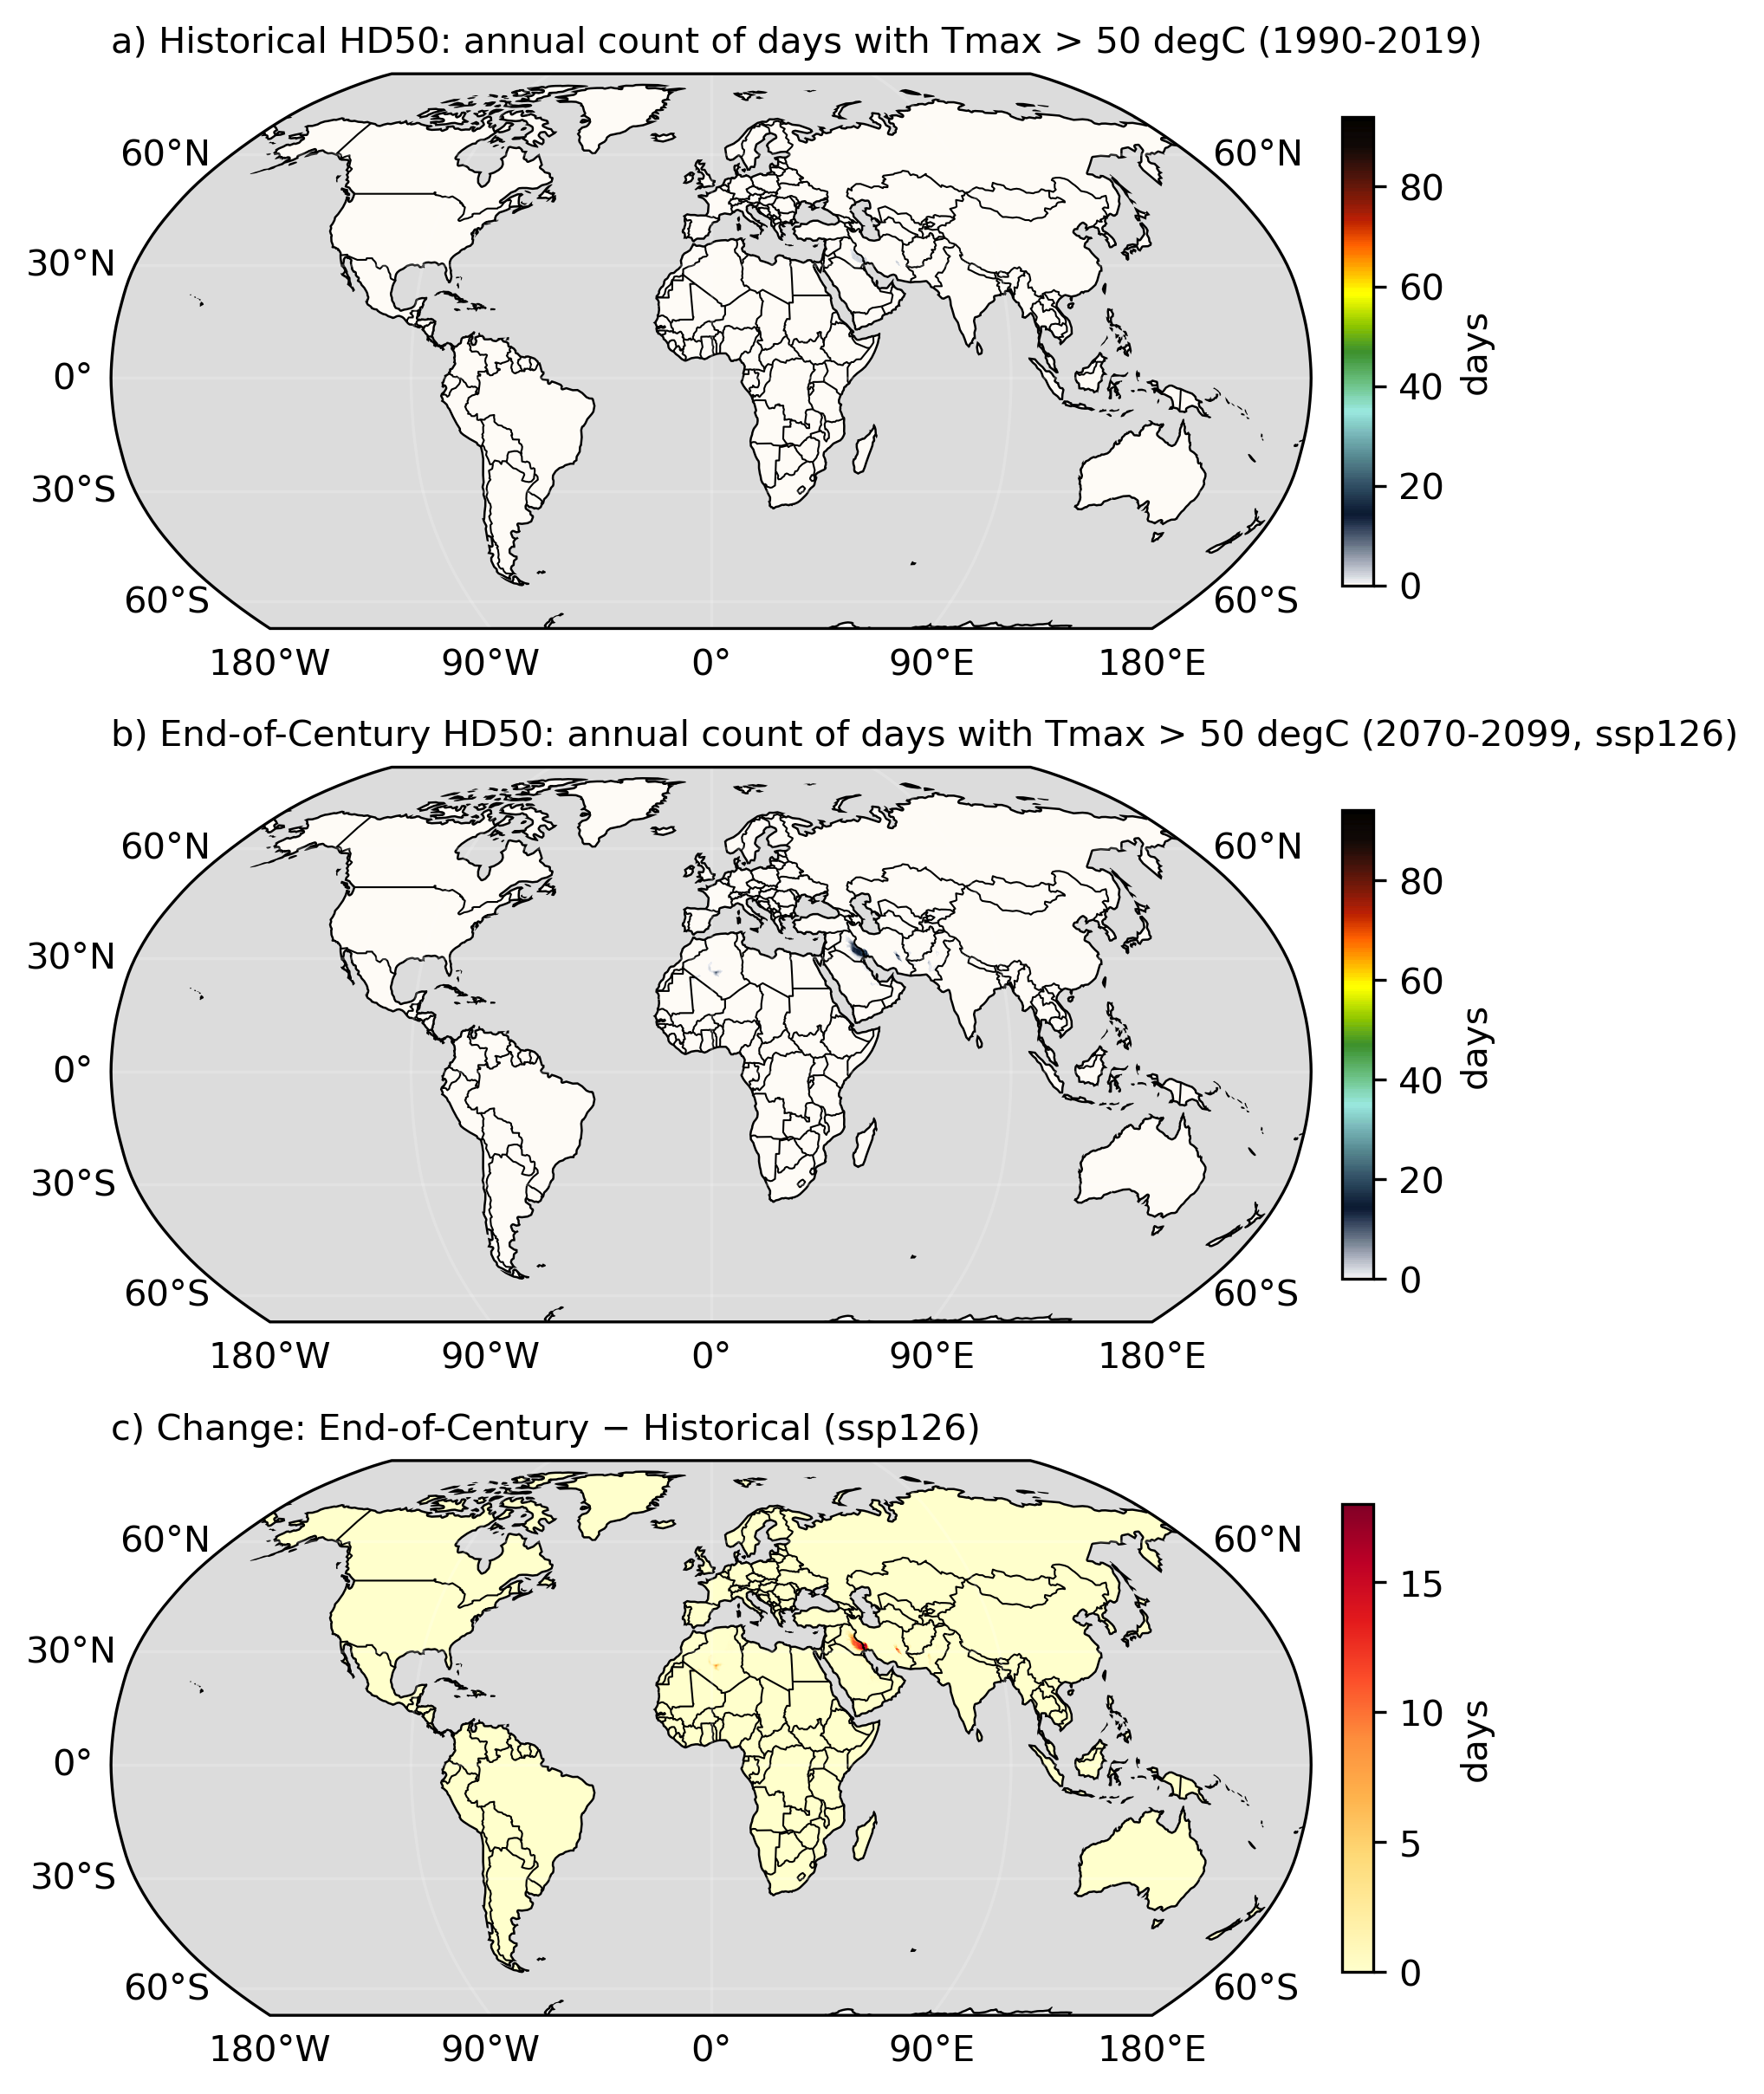 a) Historical HD50: annual count of days with Tmax > 50 degC (1990-2019)
60°N 60°N
30°N
0°
30°S
60°S 60°S
180°W 90°W 0° 90°E 180°E
80
60
40
20
0
days
b) End-of-Century HD50: annual count of days with Tmax > 50 degC (2070-2099, ssp126)
60°N 60°N
30°N
0°
30°S
60°S 60°S
180°W 90°W 0° 90°E 180°E
80
60
40
20
0
days
c) Change: End-of-Century − Historical (ssp126)
60°N 60°N
30°N
0°
30°S
60°S 60°S
180°W 90°W 0° 90°E 180°E
15
10
5
0
days